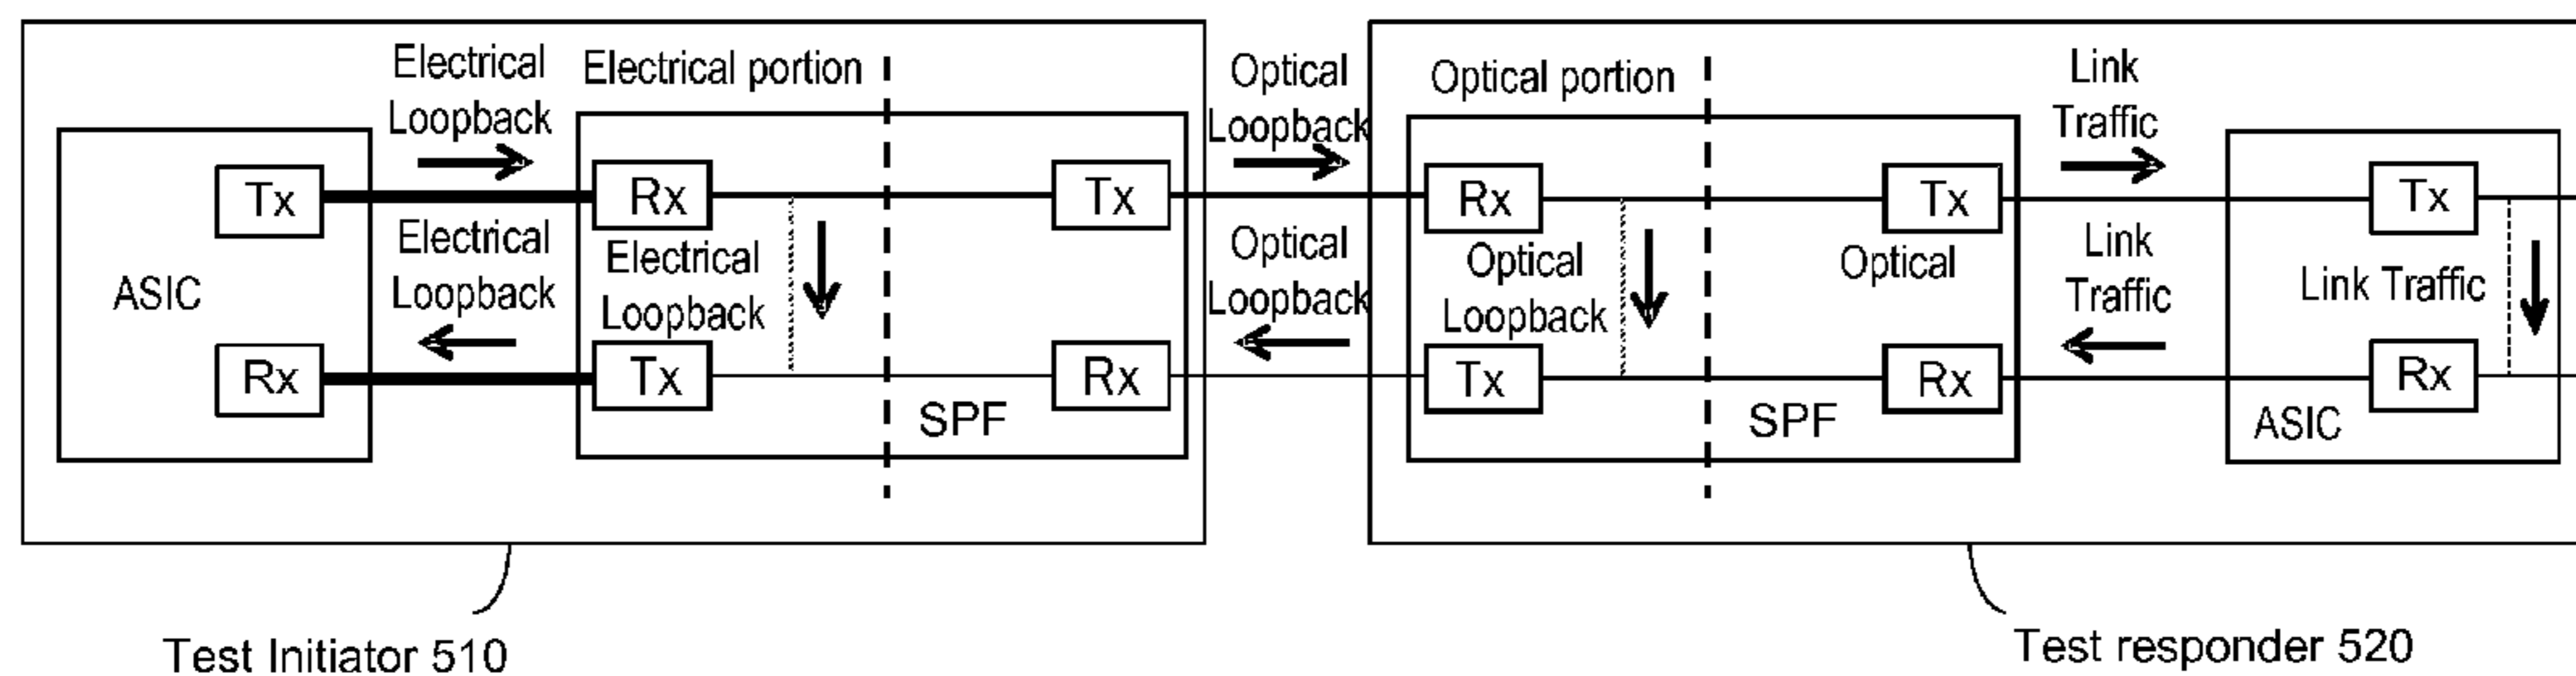 Electrical
Loopback
Electrical portion
Optical
Loopback
Optical portion
Link
Traffic
Tx
Rx
Tx
Rx
Tx
Tx
Electrical
Loopback
Electrical
Loopback
Optical
Loopback
Optical
Loopback
Optical
Link
Traffic
Link Traffic
ASIC
Rx
Tx
Rx
Tx
Rx
Rx
SPF
SPF
ASIC
Test Initiator 510
Test responder 520